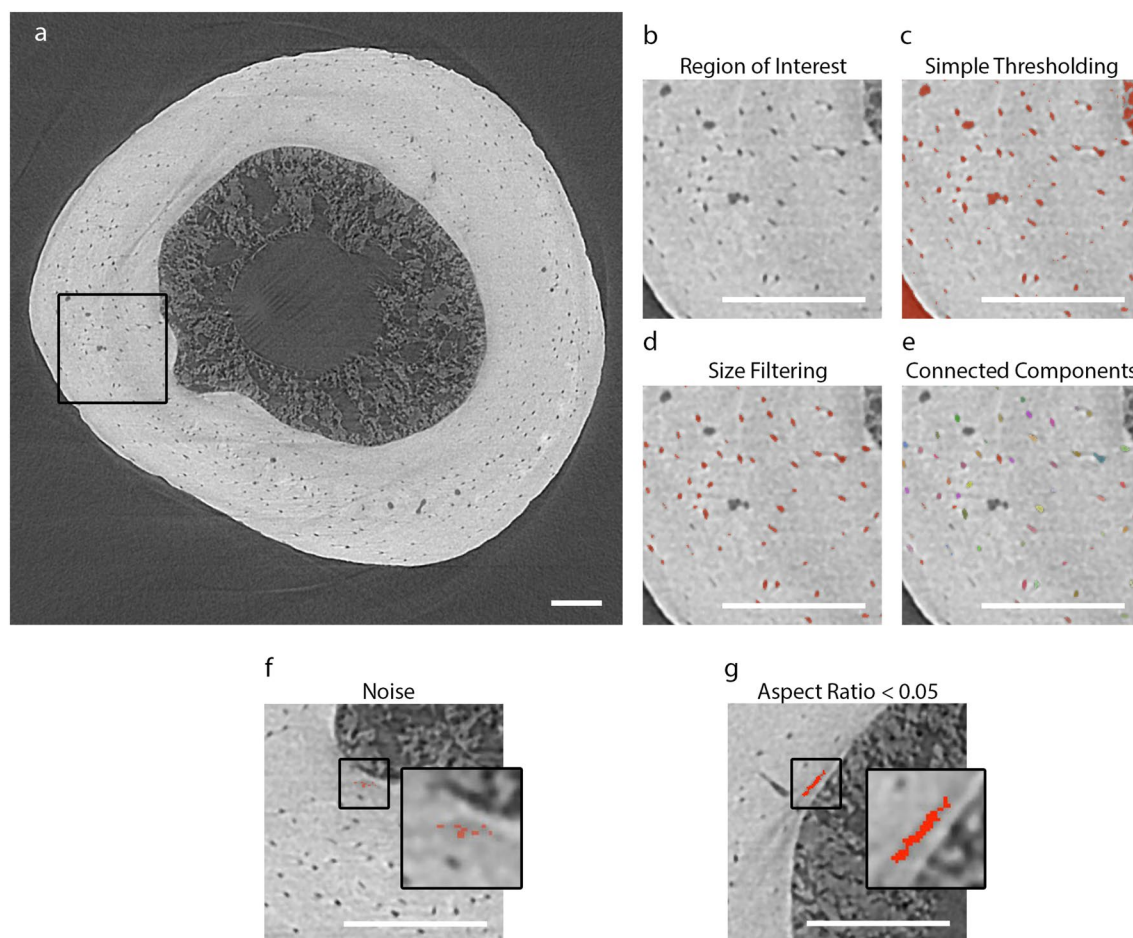 a
b
Region of Interest
c
Simple Thresholding
d
Size Filtering
e
Connected Components
f
Noise
g
Aspect Ratio < 0.05